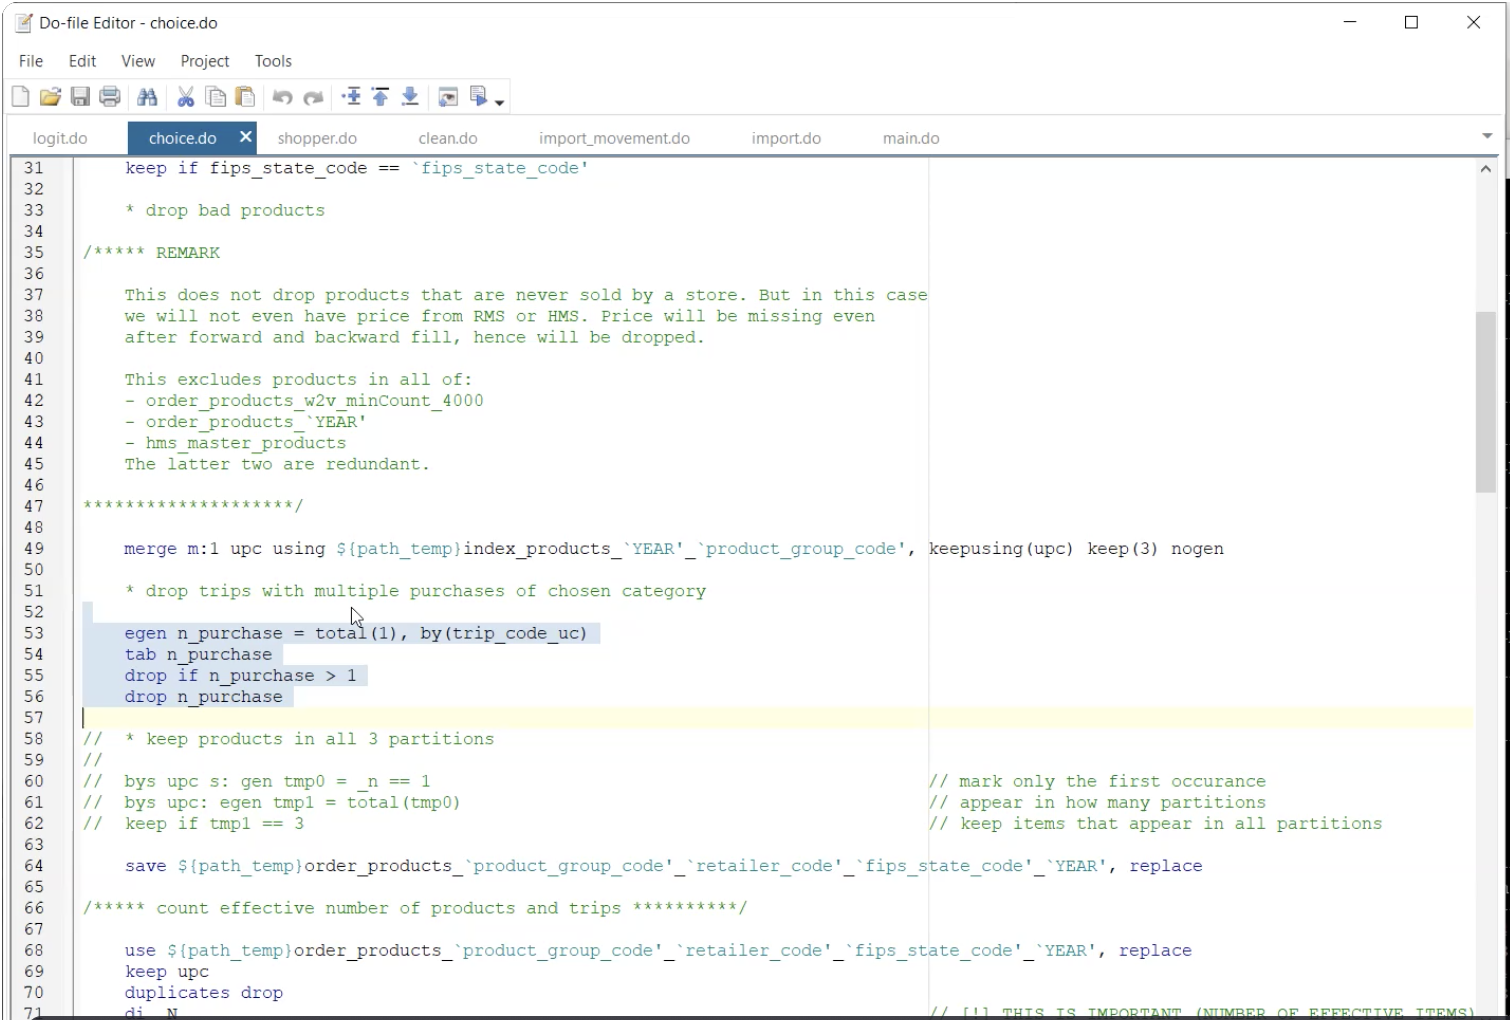 Do-file Editor - choice.do
File Edit View Project Tools
logit.do choice.do shopper.do clean.do import_movement.do import.do main.do
31 keep if fips_state_code == `fips_state_code'
32
33 * drop bad products
34
35 /***** REMARK
36
37 This does not drop products that are never sold by a store. But in this case
38 we will not even have price from RMS or HMS. Price will be missing even
39 after forward and backward fill, hence will be dropped.
40
41 This excludes products in all of:
42 - order_products_w2v_minCount_4000
43 - order_products_`YEAR'
44 - hms_master_products
45 The latter two are redundant.
46
47 ********************/
48
49 merge m:1 upc using ${path_temp}index_products_`YEAR'_`product_group_code', keepusing(upc) keep(3) nogen
50
51 * drop trips with multiple purchases of chosen category
52
53 egen n_purchase = total(1), by(trip_code_uc)
54 tab n_purchase
55 drop if n_purchase > 1
56 drop n_purchase
57
58 // * keep products in all 3 partitions
59 //
60 // bys upc s: gen tmp0 = _n == 1 // mark only the first occurance
61 // bys upc: egen tmp1 = total(tmp0) // appear in how many partitions
62 // keep if tmp1 == 3 // keep items that appear in all partitions
63
64 save ${path_temp}order_products_`product_group_code'_`retailer_code'_`fips_state_code'_`YEAR', replace
65
66 /***** count effective number of products and trips **********/
67
68 use ${path_temp}order_products_`product_group_code'_`retailer_code'_`fips_state_code'_`YEAR', replace
69 keep upc
70 duplicates drop
71 di _N // [!] THIS IS IMPORTANT (NUMBER OF EFFECTIVE ITEMS)